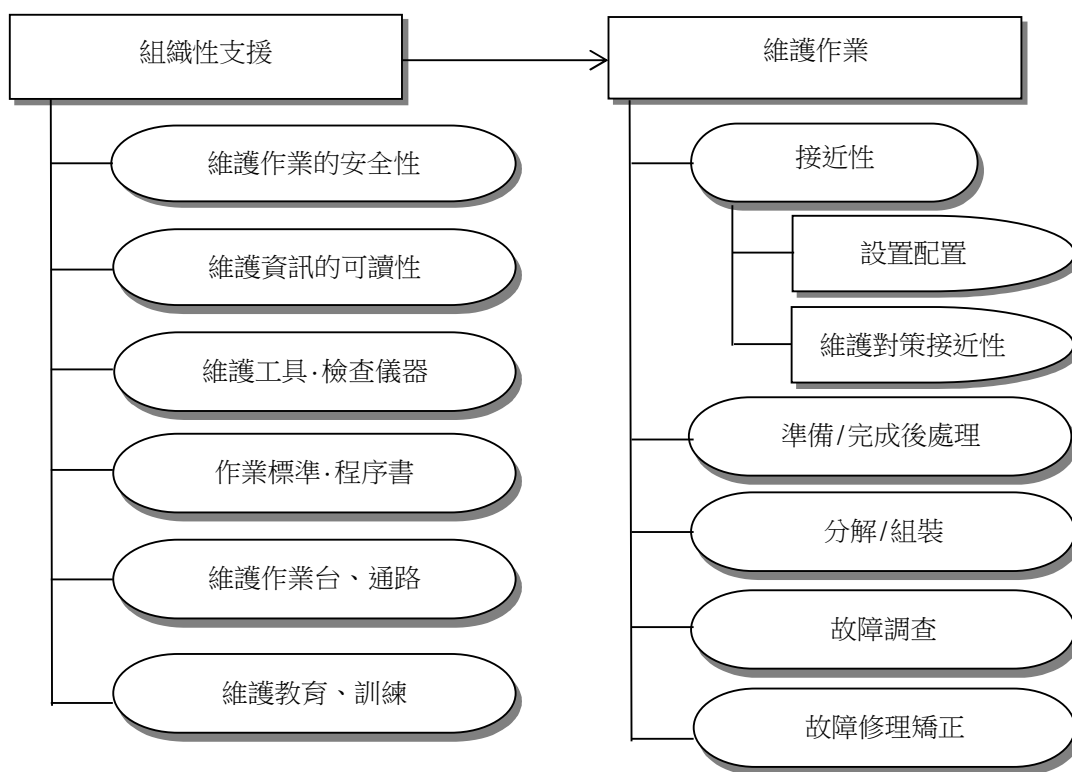 組織性支援
維護作業的安全性
維護資訊的可讀性
維護工具·檢查儀器
作業標準·程序書
維護作業台、通路
維護教育、訓練
維護作業
接近性
設置配置
維護對策接近性
準備/完成後處理
分解/組裝
故障調查
故障修理矯正